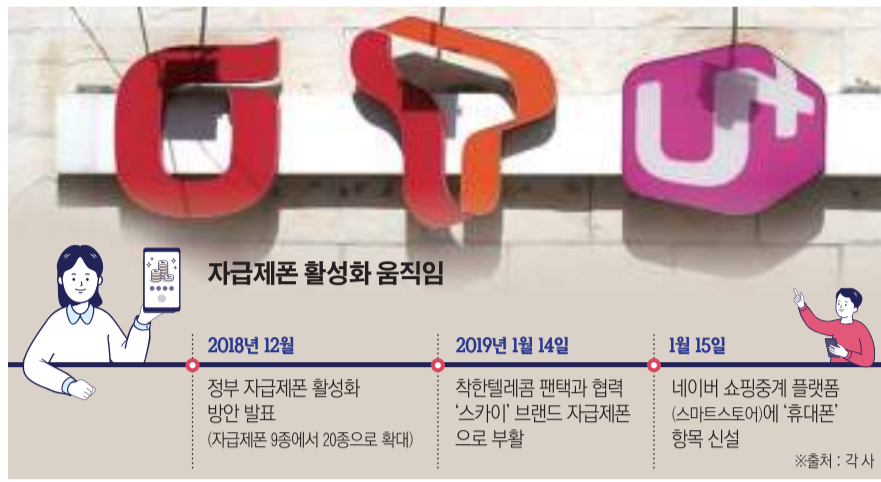 U+
자급제폰 활성화 움직임
2018년 12월
정부 자급제폰 활성화
방안 발표
(자급제폰 9종에서 20종으로 확대)
2019년 1월 14일
착한텔레콤 팬택과 협력
‘스카이’ 브랜드 자급제폰
으로 부활
1월 15일
네이버 쇼핑중계 플랫폼
(스마트스토어)에 ‘휴대폰’
항목 신설
※출처 : 각 사